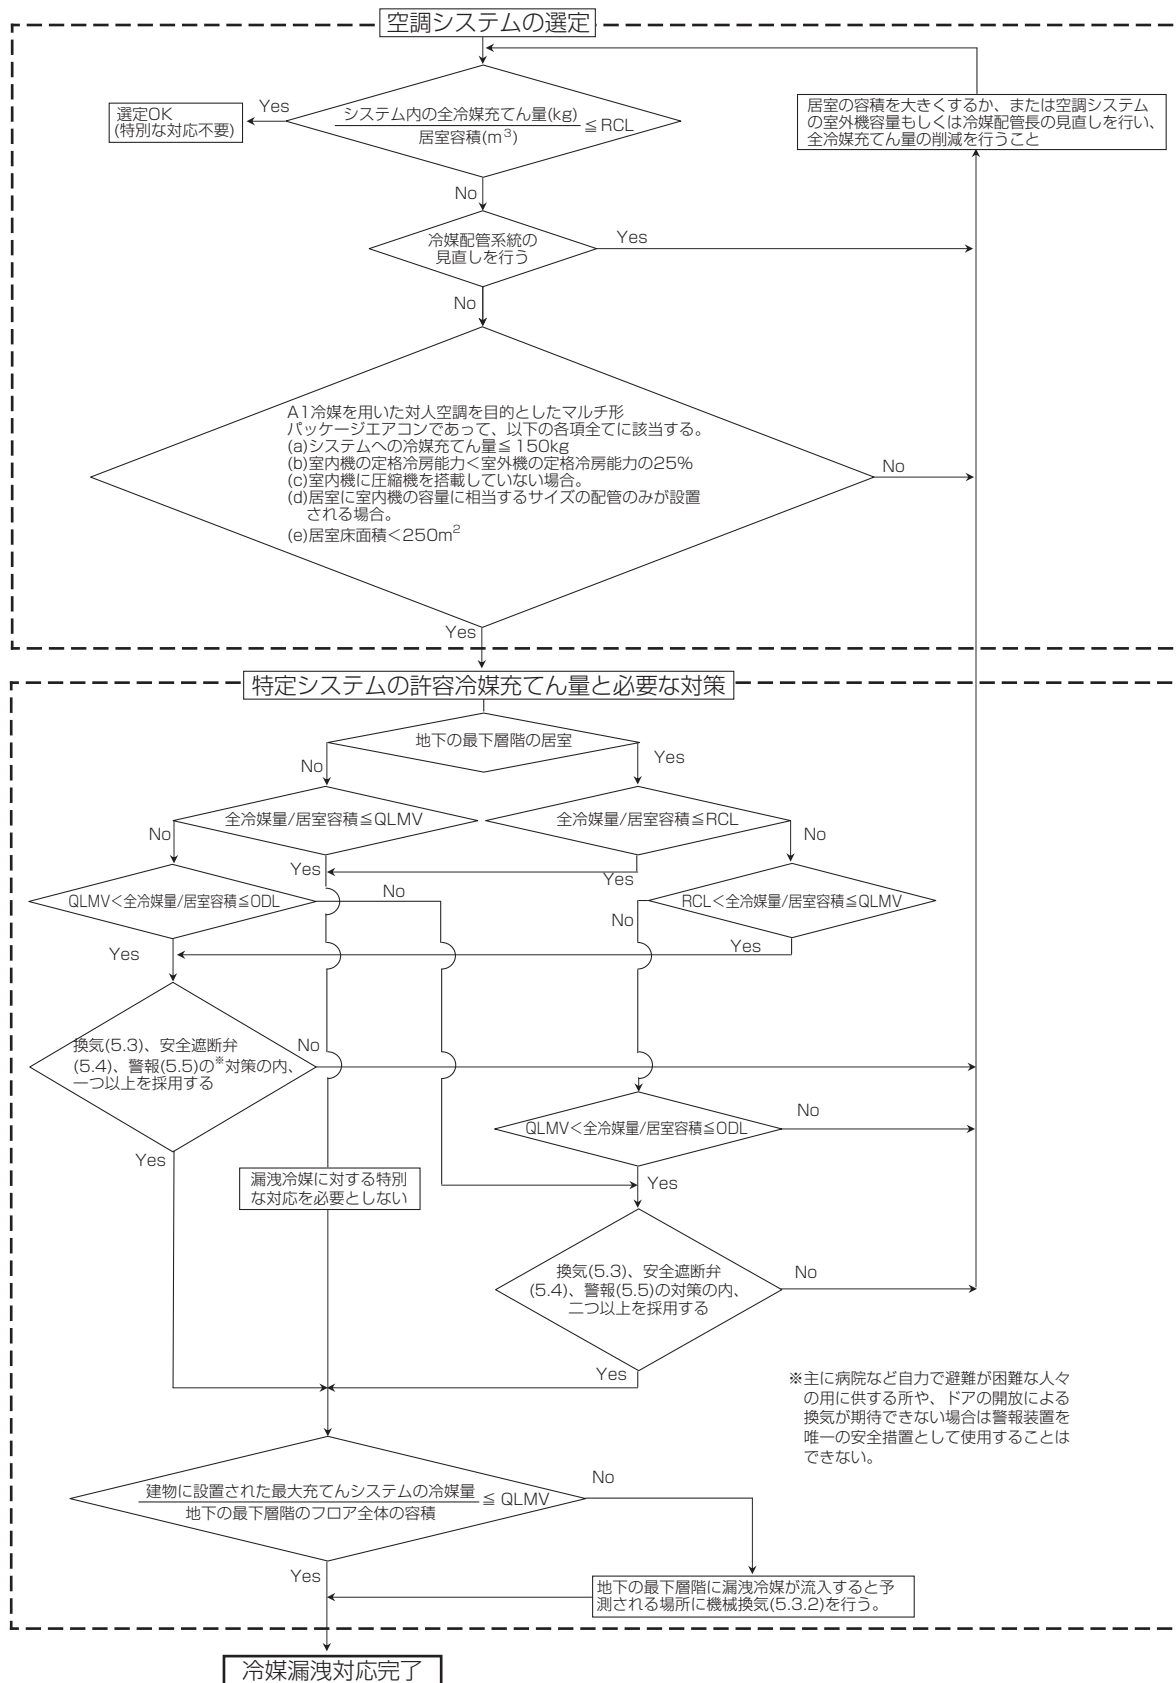 空調システムの選定
システム内の全冷媒充てん量(kg)
居室容積(m³)
≦RCL
Yes
選定OK
(特別な対応不要)
居室の容積を大きくするか、または空調システム
の室外機容量もしくは冷媒配管長の見直しを行い、
全冷媒充てん量の削減を行うこと
No
冷媒配管系統の
見直しを行う
Yes
No
A1冷媒を用いた対人空調を目的としたマルチ形
パッケージエアコンであって、以下の各項全てに該当する。
(a)システムへの冷媒充てん量≦150kg
(b)室内機の定格冷房能力<室外機の定格冷房能力の25%
(c)室内機に圧縮機を搭載していない場合。
(d)居室に室内機の容量に相当するサイズの配管のみが設置
される場合。
(e)居室床面積<250m²
No
Yes
特定システムの許容冷媒充てん量と必要な対策
地下の最下層階の居室
No
Yes
全冷媒量/居室容積≦QLMV
全冷媒量/居室容積≦RCL
No
No
Yes
Yes
QLMV<全冷媒量/居室容積≦ODL
No
RCL<全冷媒量/居室容積≦QLMV
No
Yes
Yes
換気(5.3)、安全遮断弁
(5.4)、警報(5.5)の※対策の内、
一つ以上を採用する
No
QLMV<全冷媒量/居室容積≦ODL
No
Yes
漏洩冷媒に対する特別
な対応を必要としない
Yes
換気(5.3)、安全遮断弁
(5.4)、警報(5.5)の対策の内、
二つ以上を採用する
No
Yes
※主に病院など自力で避難が困難な人々
の用に供する所や、ドアの開放による
換気が期待できない場合は警報装置を
唯一の安全措置として使用することは
できない。
建物に設置された最大充てんシステムの冷媒量
地下の最下層階のフロア全体の容積
≦ QLMV
No
Yes
地下の最下層階に漏洩冷媒が流入すると予
測される場所に機械換気(5.3.2)を行う。
冷媒漏洩対応完了